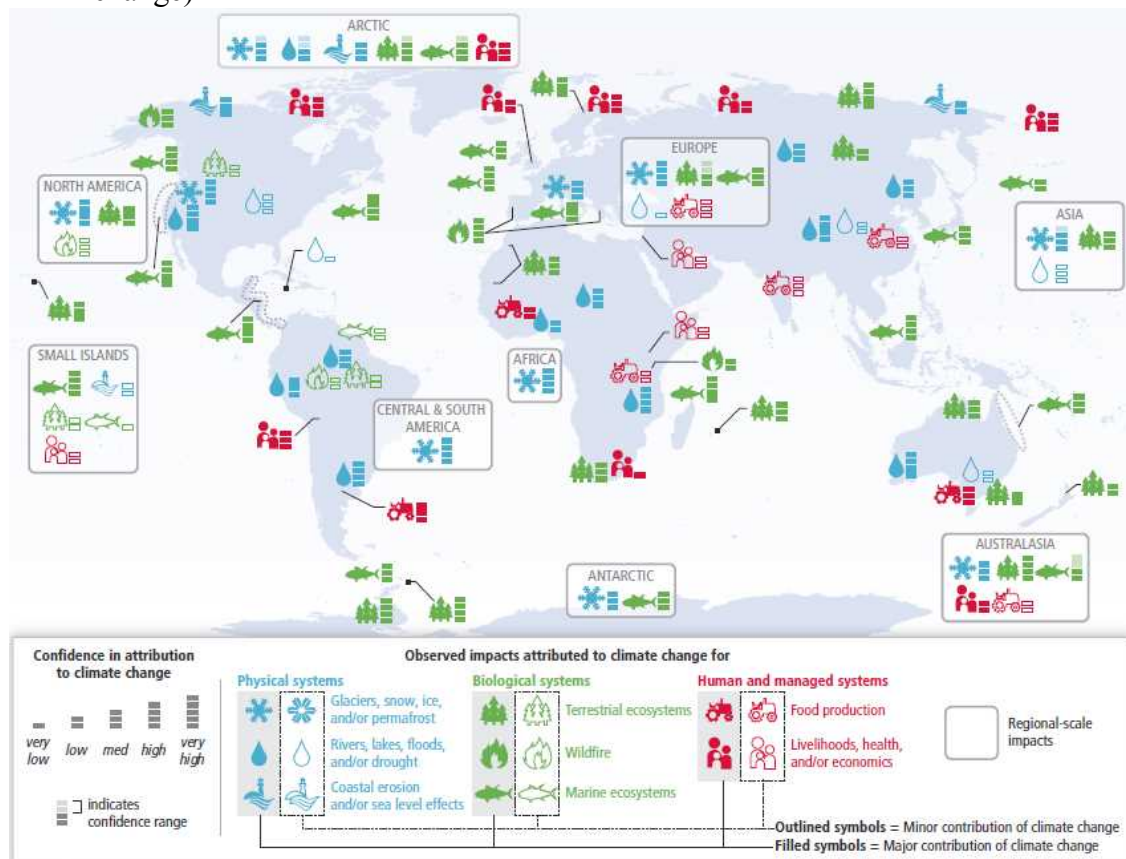 ARCTIC
EUROPE
NORTH AMERICA
ASIA
SMALL ISLANDS
AFRICA
CENTRAL & SOUTH
AMERICA
ANTARCTIC
AUSTRALASIA
Confidence in attribution
to climate change
very
low
low
med
high
very
high
indicates
confidence range
Observed impacts attributed to climate change for
Physical systems
Glaciers, snow, ice,
and/or permafrost
Rivers, lakes, floods,
and/or drought
Coastal erosion
and/or sea level effects
Biological systems
Terrestrial ecosystems
Wildfire
Marine ecosystems
Human and managed systems
Food production
Livelihoods, health,
and/or economics
Regional-scale
impacts
Outlined symbols = Minor contribution of climate change
Filled symbols = Major contribution of climate change